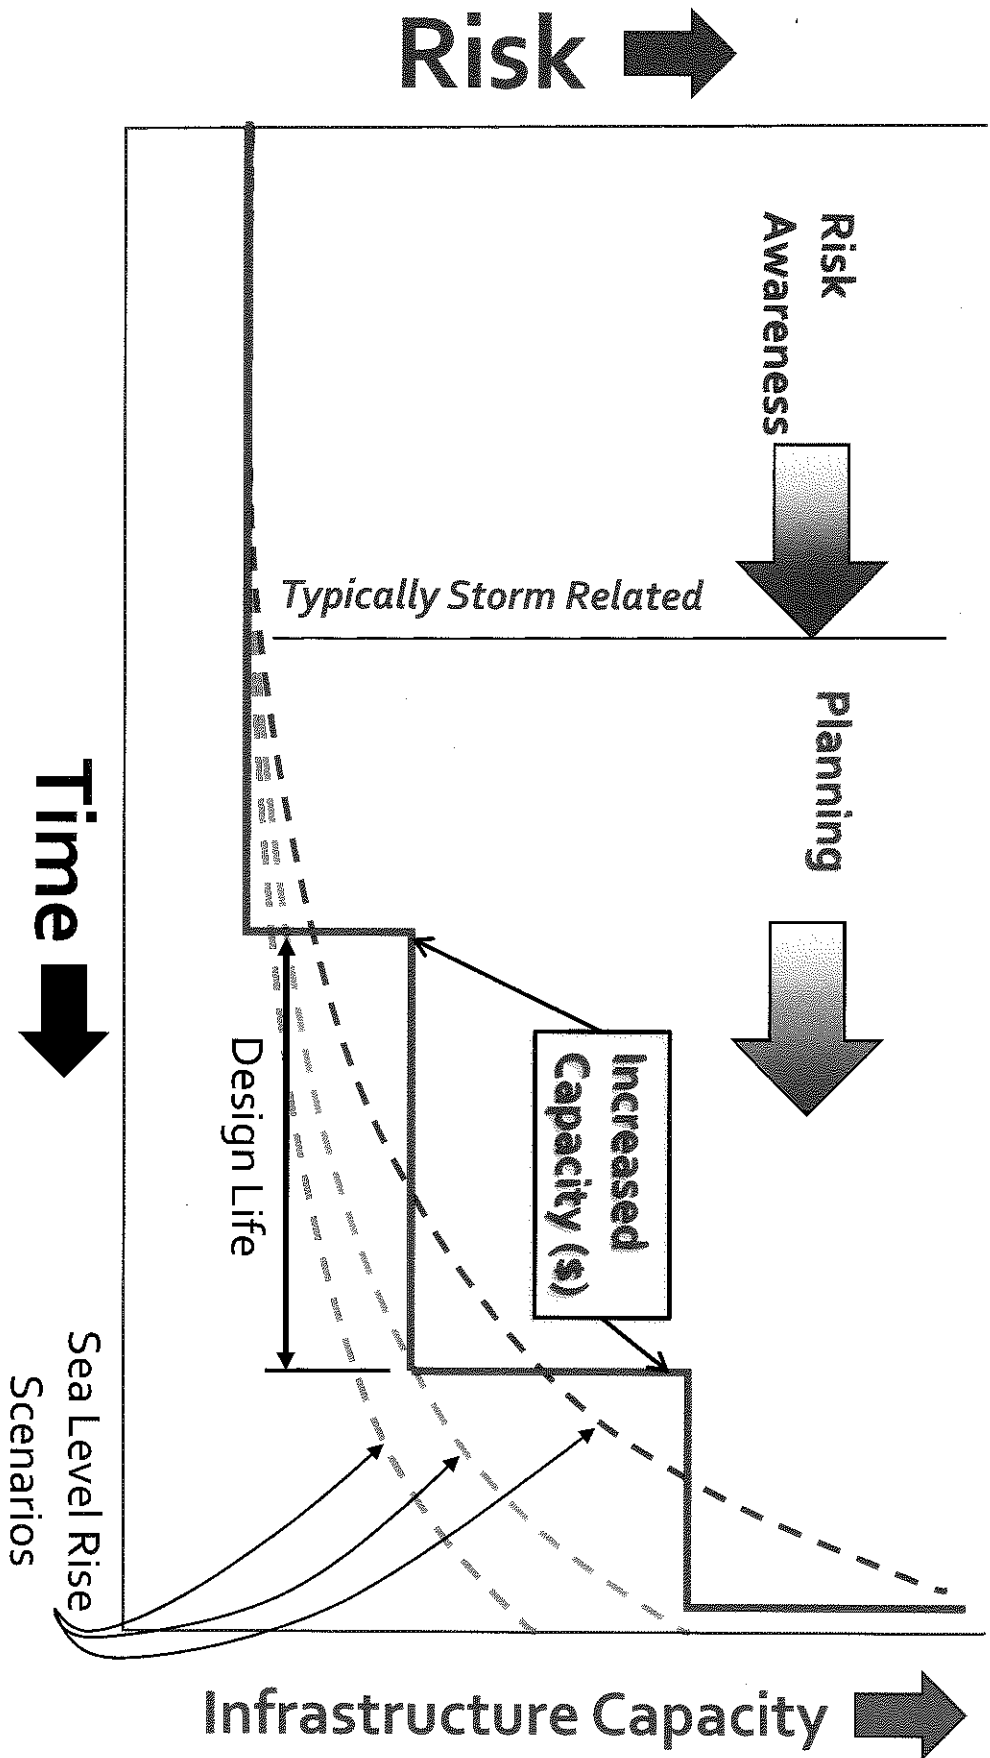 Risk
Risk
Awareness
Typically Storm Related
Planning
Increased
Capacity (s)
Design Life
Time
Sea Level Rise
Scenarios
Infrastructure Capacity